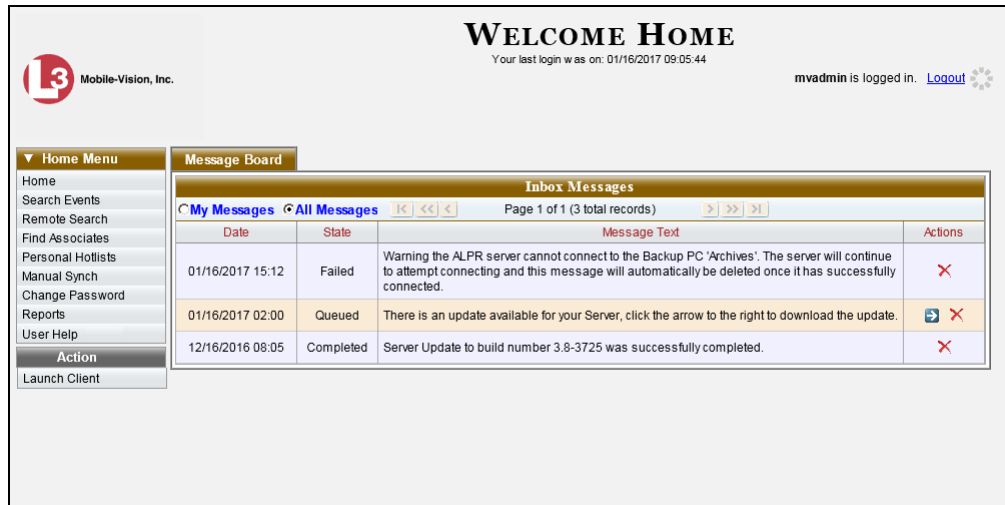 WELCOME HOME
Your last login was on: 01/16/2017 09:05:44
L3 Mobile-Vision, Inc.
mvadmin is logged in. Logout
Home Menu
Home
Search Events
Remote Search
Find Associates
Personal Hotlists
Manual Synch
Change Password
Reports
User Help
Action
Launch Client
Message Board
Inbox Messages
My Messages All Messages |< << < Page 1 of 1 (3 total records) > >> >|
Date State Message Text Actions
01/16/2017 15:12 Failed Warning the ALPR server cannot connect to the Backup PC 'Archives'. The server will continue
to attempt connecting and this message will automatically be deleted once it has successfully
connected.
01/16/2017 02:00 Queued There is an update available for your Server, click the arrow to the right to download the update.
12/16/2016 08:05 Completed Server Update to build number 3.8-3725 was successfully completed.